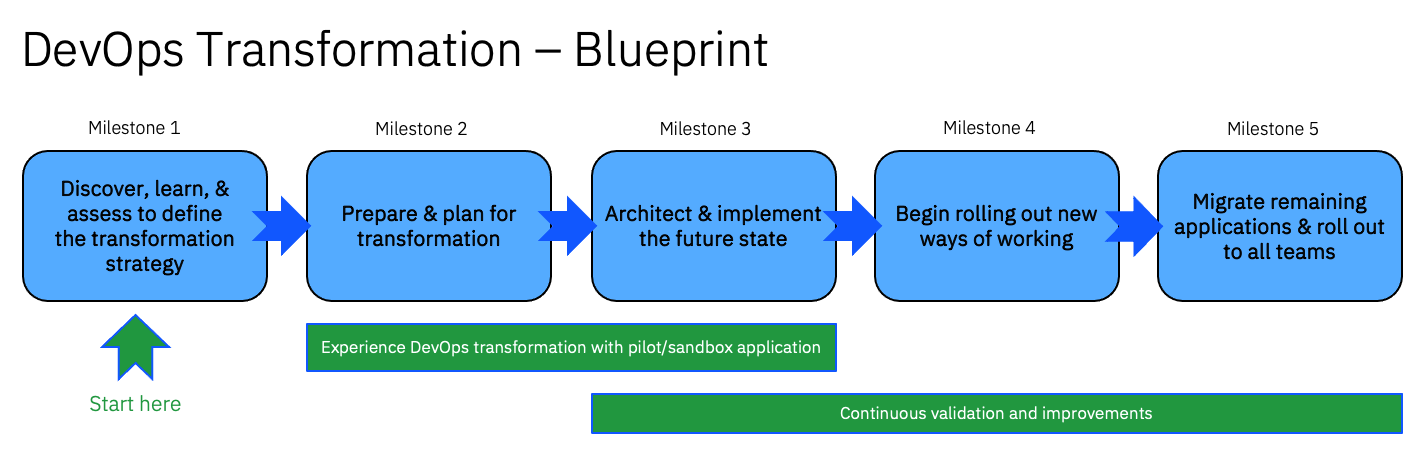 DevOps Transformation – Blueprint
Milestone 1
Milestone 2
Milestone 3
Milestone 4
Milestone 5
Discover, learn, &
assess to define
the transformation
strategy
Prepare & plan for
transformation
Architect & implement
the future state
Begin rolling out new
ways of working
Migrate remaining
applications & roll out
to all teams
Experience DevOps transformation with pilot/sandbox application
Start here
Continuous validation and improvements